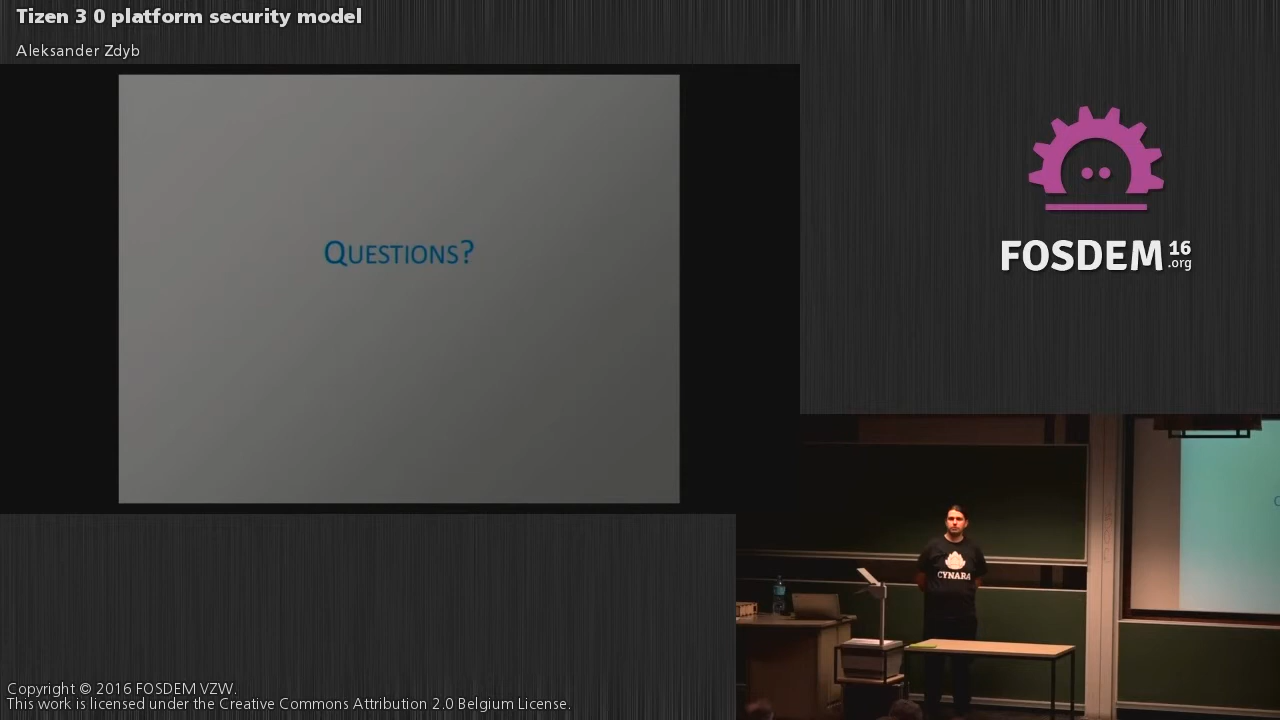 Tizen 3 0 platform security model
Aleksander Zdyb
QUESTIONS?
FOSDEM 16
.org
CYNARA
Copyright © 2016 FOSDEM VZW.
This work is licensed under the Creative Commons Attribution 2.0 Belgium License.